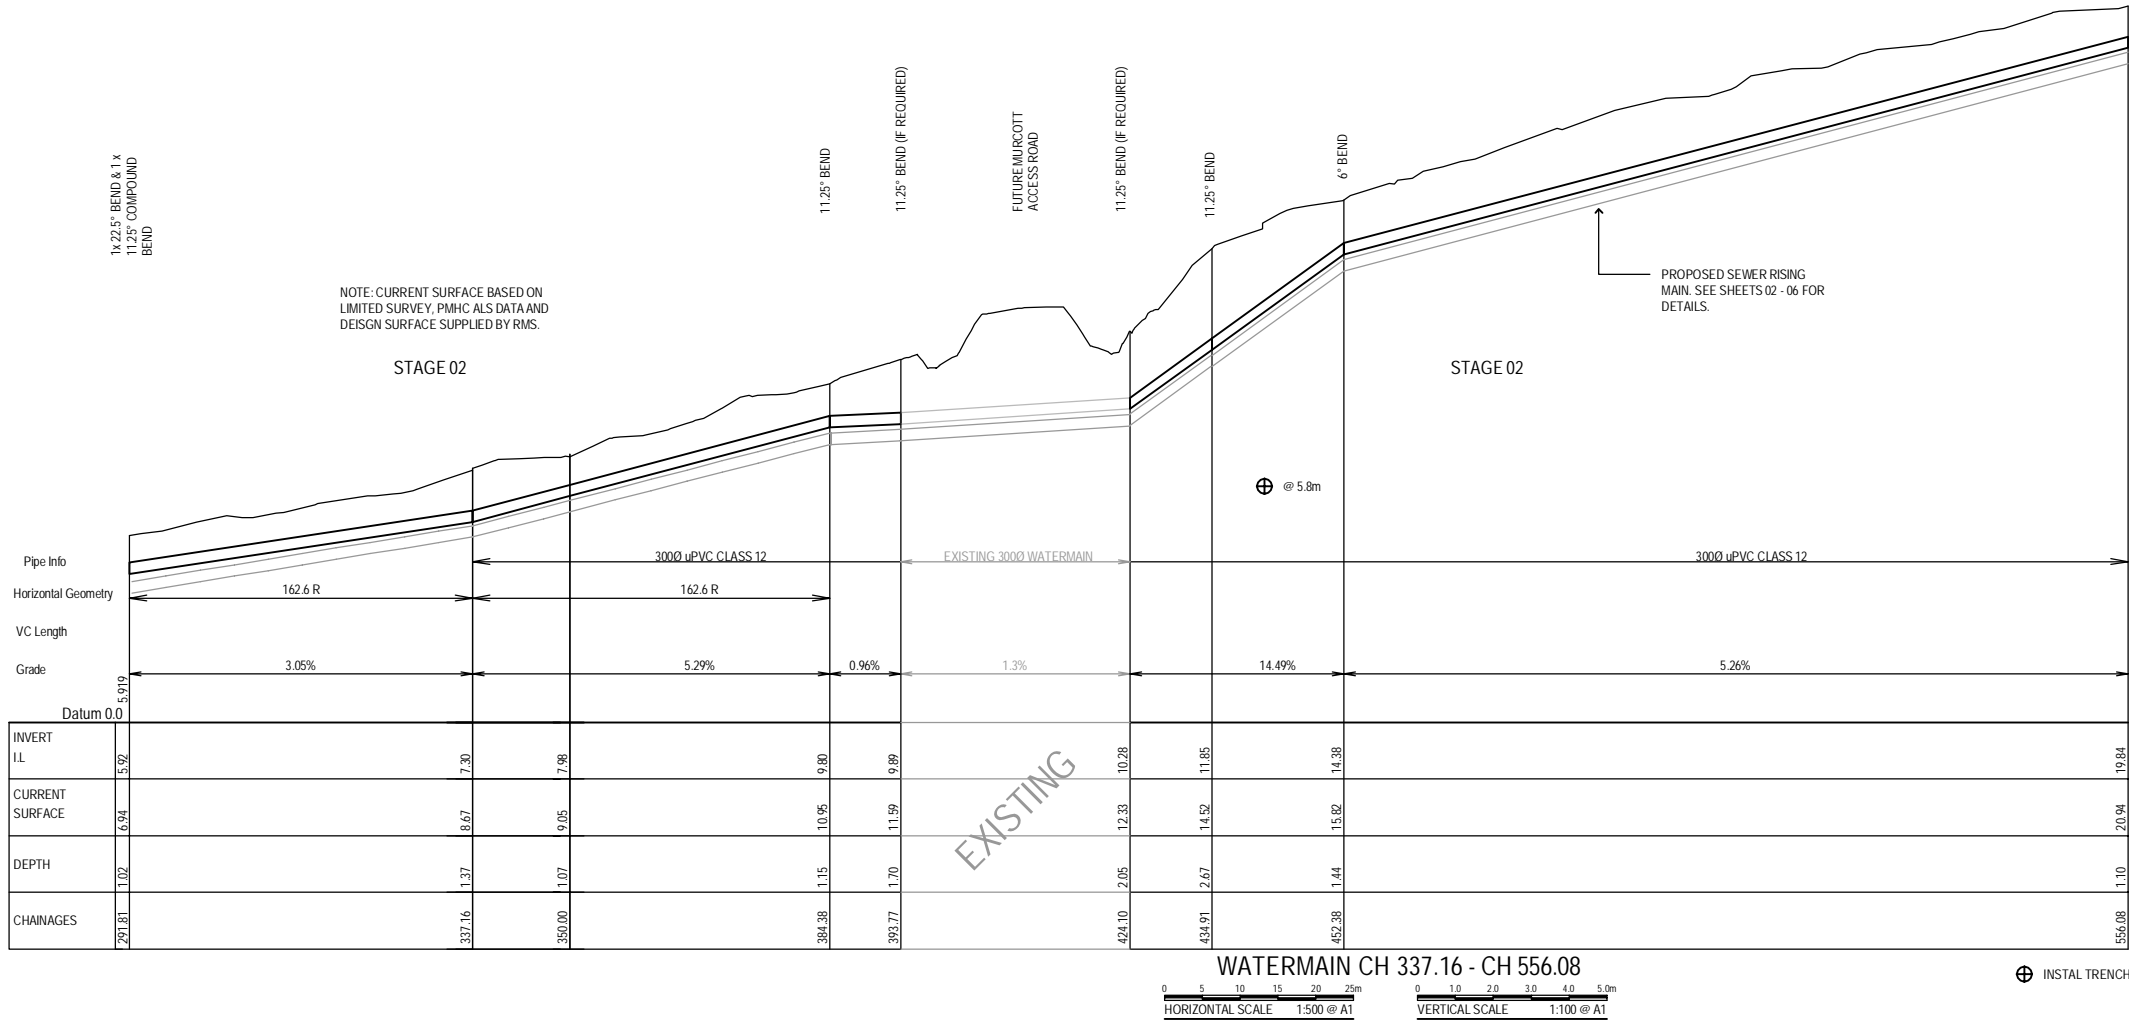 1x 22.5° BEND & 1 x
11.25° COMPOUND
BEND
11.25° BEND
11.25° BEND (IF REQUIRED)
FUTURE MURCOTT
ACCESS ROAD
11.25° BEND (IF REQUIRED)
11.25° BEND
6° BEND
NOTE: CURRENT SURFACE BASED ON
LIMITED SURVEY, PMHC ALS DATA AND
DEISGN SURFACE SUPPLIED BY RMS.
STAGE 02
STAGE 02
PROPOSED SEWER RISING
MAIN. SEE SHEETS 02 - 06 FOR
DETAILS.
@ 5.8m
Pipe Info
300Ø uPVC CLASS 12
EXISTING 300Ø WATERMAIN
300Ø uPVC CLASS 12
Horizontal Geometry
162.6 R
162.6 R
VC Length
Grade
3.05%
5.29%
0.96%
1.3%
14.49%
5.26%
Datum 0.0
5.919
INVERT
I.L
5.92
7.30
7.98
9.80
9.89
10.28
11.85
14.38
19.84
CURRENT
SURFACE
6.94
8.67
9.05
10.95
11.59
12.33
14.52
15.82
20.94
EXISTING
DEPTH
1.02
1.37
1.07
1.15
1.70
2.05
2.67
1.44
1.10
CHAINAGES
291.81
337.16
350.00
384.38
393.77
424.10
434.91
452.38
556.08
WATERMAIN CH 337.16 - CH 556.08
0 5 10 15 20 25m
HORIZONTAL SCALE 1:500 @ A1
0 1.0 2.0 3.0 4.0 5.0m
VERTICAL SCALE 1:100 @ A1
INSTAL TRENCH